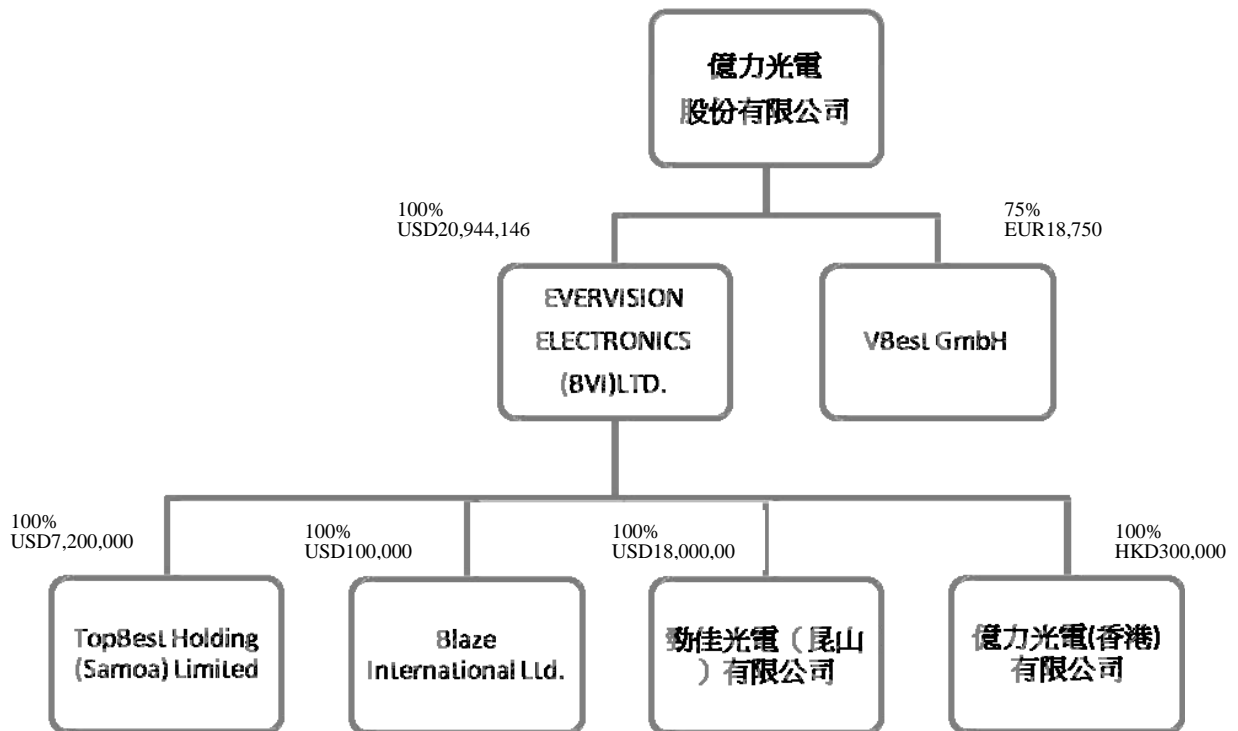 億力光電
股份有限公司
100%
USD20,944,146
75%
EUR18,750
EVERVISION
ELECTRONICS
(BVI)LTD.
VBest GmbH
100%
USD7,200,000
100%
USD100,000
100%
USD18,000,00
100%
HKD300,000
TopBest Holding
(Samoa) Limited
Blaze
International Ltd.
勁佳光電（昆山
）有限公司
億力光電(香港)
有限公司